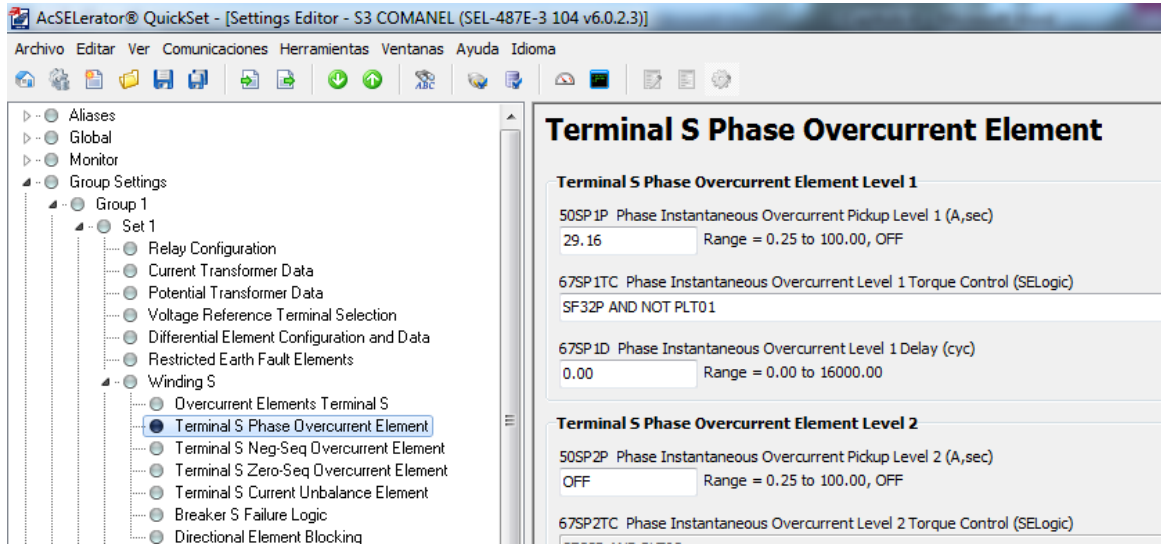 AcSELerator® QuickSet - [Settings Editor - S3 COMANEL (SEL-487E-3 104 v6.0.2.3)]
Archivo Editar Ver Comunicaciones Herramientas Ventanas Ayuda Idioma
ABC
Aliases
Global
Monitor
Group Settings
Group 1
Set 1
Relay Configuration
Current Transformer Data
Potential Transformer Data
Voltage Reference Terminal Selection
Differential Element Configuration and Data
Restricted Earth Fault Elements
Winding S
Overcurrent Elements Terminal S
Terminal S Phase Overcurrent Element
Terminal S Neg-Seq Overcurrent Element
Terminal S Zero-Seq Overcurrent Element
Terminal S Current Unbalance Element
Breaker S Failure Logic
Directional Element Blocking
Terminal S Phase Overcurrent Element
Terminal S Phase Overcurrent Element Level 1
50SP1P Phase Instantaneous Overcurrent Pickup Level 1 (A,sec)
29.16 Range = 0.25 to 100.00, OFF
67SP1TC Phase Instantaneous Overcurrent Level 1 Torque Control (SELogic)
SF32P AND NOT PLT01
67SP1D Phase Instantaneous Overcurrent Level 1 Delay (cyc)
0.00 Range = 0.00 to 16000.00
Terminal S Phase Overcurrent Element Level 2
50SP2P Phase Instantaneous Overcurrent Pickup Level 2 (A,sec)
OFF Range = 0.25 to 100.00, OFF
67SP2TC Phase Instantaneous Overcurrent Level 2 Torque Control (SELogic)